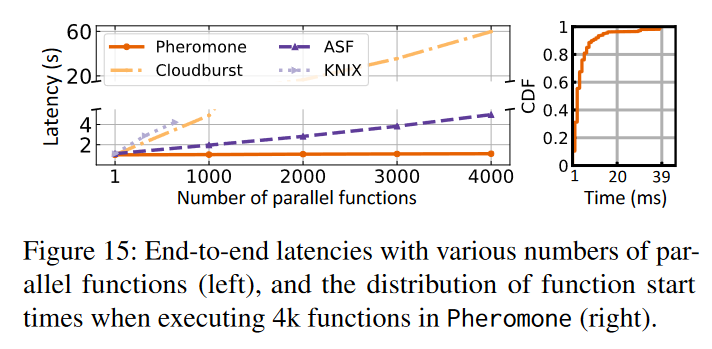 Latency (s)
60
20
4
2
Pheromone
Cloudburst
ASF
KNIX
1 1000 2000 3000 4000
Number of parallel functions
CDF
1
0.8
0.6
0.4
0.2
0
1 20 39
Time (ms)
Figure 15: End-to-end latencies with various numbers of par-
allel functions (left), and the distribution of function start
times when executing 4k functions in Pheromone (right).